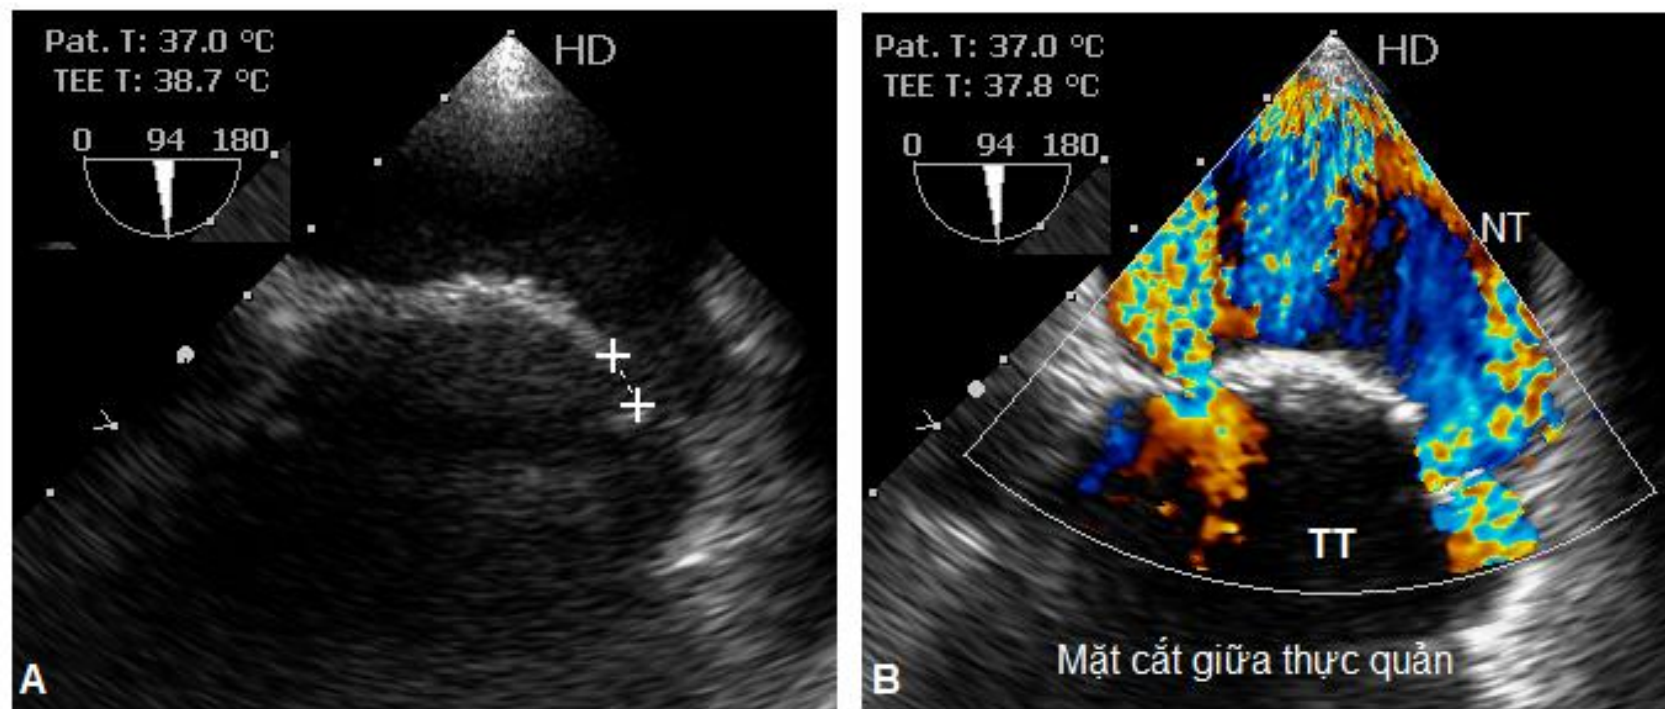 Pat. T: 37.0 °C
TEE T: 38.7 °C
HD
0 94 180
A
Pat. T: 37.0 °C
TEE T: 37.8 °C
HD
0 94 180
NT
TT
Mặt cắt giữa thực quản
B